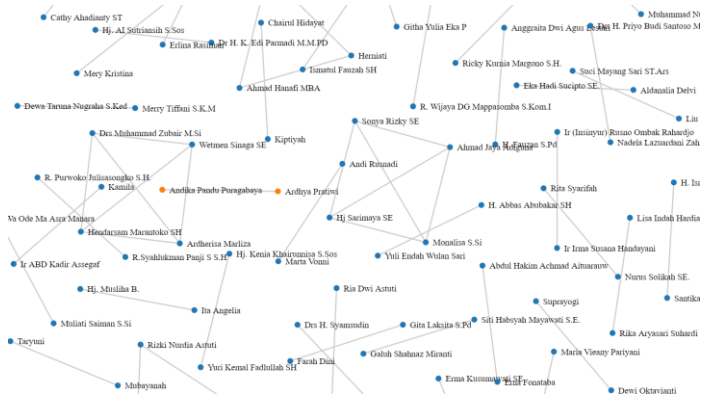 Cathy Ahadianty ST
Chairul Hidayat
Githa Yulia Eka P
Anggraita Dwi Agus
Drs H. Priyo Budi Santoso M
Muhammad Nu
Hj. AI Sutriansih S.Sos
Erlina Rasiman
Dr H. K. Edi Parmadi M.M.PD
Herniati
Ricky Kurnia Margono S.H.
Mery Kristina
Ismatul Fauzah SH
Suci Mayang Sari ST.Ars
Ahmad Hanafi MBA
Eka Hadi Sucipto SE.
Aldanalia Delvi
Dewa Taruna Nugraha S.Ked
Merry Tiffani S.K.M
R. Wijaya DG Mappasomba S.Kom.I
Liu
Sonya Rizky SE
Drs Muhammad Zubair M.Si
Kiptiyah
Ir (Insinyur) Rusno Ombak Rahardjo
Wetmen Sinaga SE
Ahmad Jaya
H. Fauzan S.Pd
Nadela Lazuardani Zah
Andi Rusnadi
R. Purwoko Julisasongko S.H.
Kamila
Andika Pandu Puragabaya
Ardhya Pratiwi
Rita Syarifah
H. Isn
H. Abbas Abubakar SH
Wa Ode Ma Asra Manara
Hj Sarimaya SE
Lisa Indah Hardia
Hendarsam Marantoko SH
Ardherisa Marliza
Monalisa S.Si
Ir Irma Susana Handayani
R.Syahlukman Panji S S.H.
Hj. Kenia Khairunnisa S.Sos
Yuli Endah Wulan Sari
Ir ABD Kadir Assegaf
Marta Vonni
Abdul Hakim Achmad Aituarauw
Nurus Solikah SE.
Hj. Musliha B.
Ria Dwi Astuti
Santika
Ita Angelia
Suprayogi
Muliati Saiman S.Si
Drs H. Syamsudin
Gita Laksita S.Pd
Siti Habsyah Mayawati S.E.
Rika Aryasari Suhardi
Taryuni
Rizki Nurdia Astuti
Galuh Shahnaz Miranti
Maria Vieany Pariyani
Yuri Kemal Fadlullah SH
Farah Dini
Mubayanah
Erma Kusumawati SE
Erna Fonataba
Dewi Oktavianti